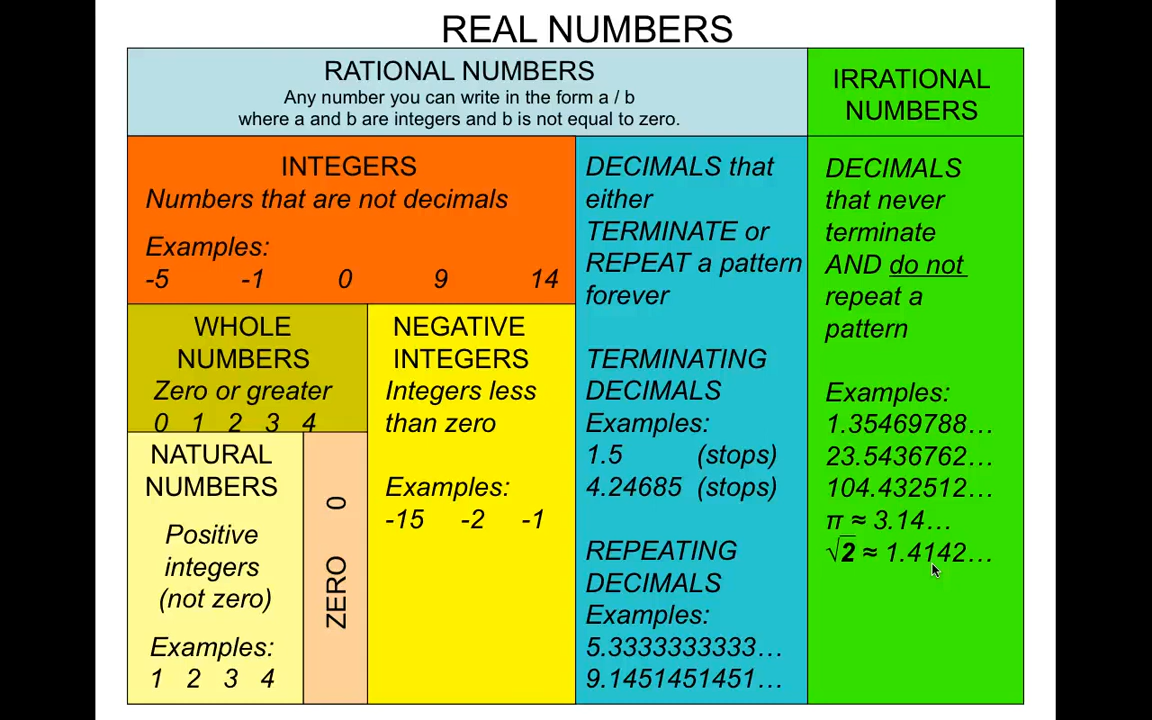 REAL NUMBERS
RATIONAL NUMBERS
Any number you can write in the form a / b
where a and b are integers and b is not equal to zero.
IRRATIONAL
NUMBERS
INTEGERS
Numbers that are not decimals
Examples:
-5 -1 0 9 14
WHOLE
NUMBERS
Zero or greater
0 1 2 3 4
NATURAL
NUMBERS
Positive
integers
(not zero)
Examples:
1 2 3 4
ZERO 0
NEGATIVE
INTEGERS
Integers less
than zero
Examples:
-15 -2 -1
DECIMALS that
either
TERMINATE or
REPEAT a pattern
forever
TERMINATING
DECIMALS
Examples:
1.5 (stops)
4.24685 (stops)
REPEATING
DECIMALS
Examples:
5.3333333333…
9.1451451451…
DECIMALS
that never
terminate
AND do not
repeat a
pattern
Examples:
1.35469788…
23.5436762…
104.432512…
π ≈ 3.14…
√2 ≈ 1.4142…